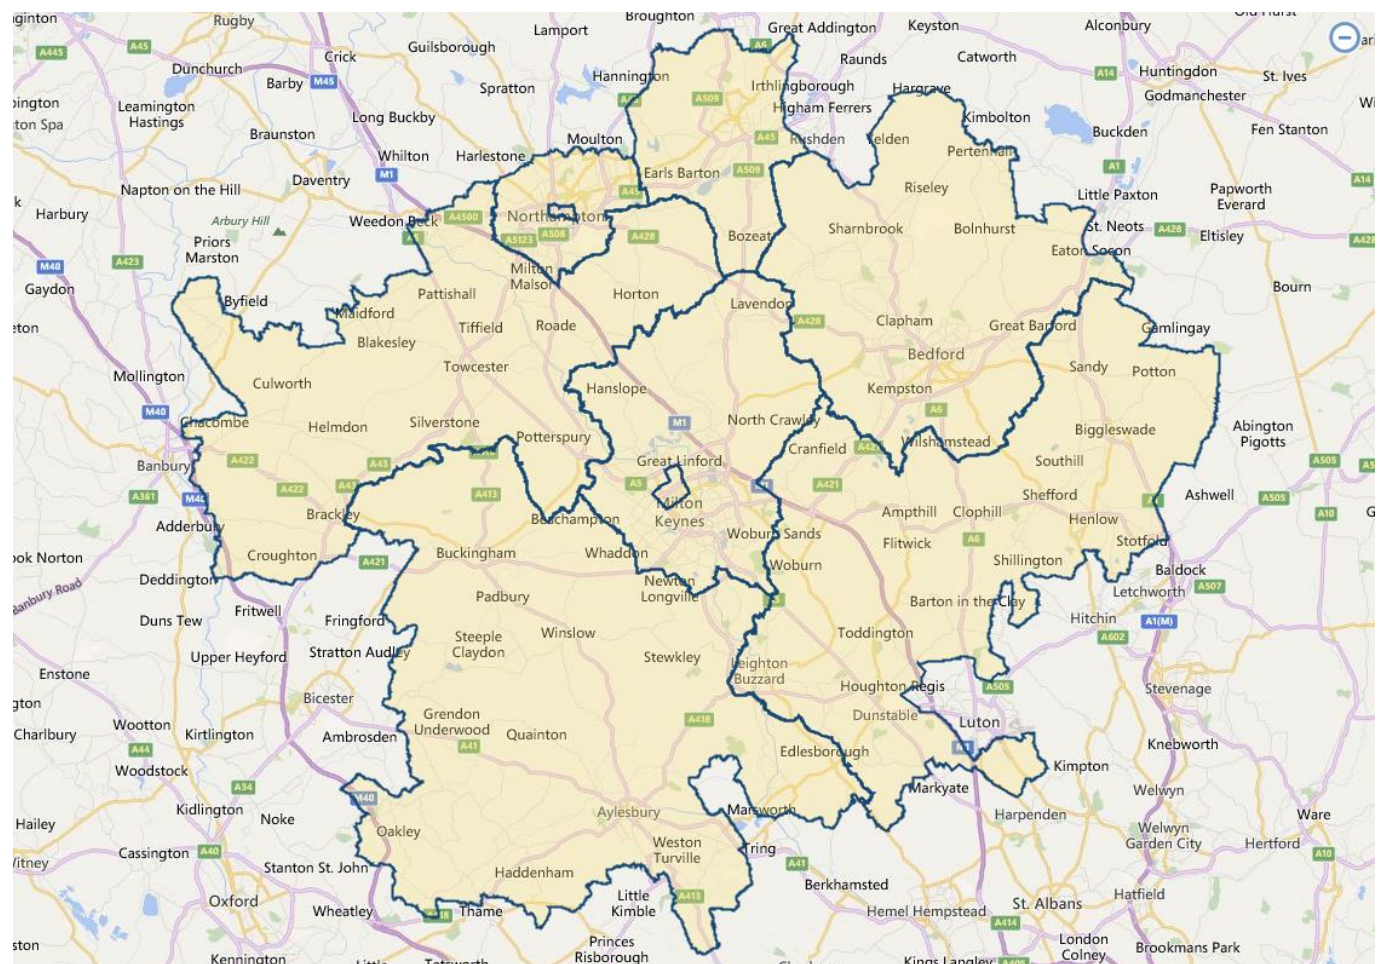 Rugby
Lamport
Broughton
Great Addington
Keyston
Alconbury
A445
A45
Crick
Guilsborough
A6
Raunds
Catworth
Dunchurch
Barby
M45
Spratton
Hannington
A509
Irthlingborough
Hargrave
A14
Huntingdon
St. Ives
Godmanchester
Leamington
Hastings
Long Buckby
Higham Ferrers
Kimbolton
Buckden
Fen Stanton
Braunston
Moulton
A45
Rushden
Pertenhall
Whilton
Harlestone
Earls Barton
A509
A1
Riseley
A14
Napton on the Hill
Daventry
M1
A45
Little Paxton
Papworth
Everard
Harbury
Arbury Hill
Weedon Beck
A4500
Northampton
Sharnbrook
Bolnhurst
St. Neots
A428
Eltisley
A428
Priors
Marston
A5123
A508
A428
Bozeat
Eaton Socon
M40
A423
Gaydon
Milton
Malsor
Byfield
Pattishall
Horton
Lavendon
Bourn
Maidford
Tiffield
Roade
A428
Clapham
Great Barford
Gamlingay
Blakesley
Bedford
Mollington
Culworth
Towcester
Hanslope
Kempston
Sandy
Potton
M40
Chacombe
Helmdon
Silverstone
M1
North Crawley
A6
Biggleswade
Abington
Pigotts
Potterspury
Wilshamstead
Cranfield
A421
Banbury
A422
A43
Great Linford
Southill
A505
A361
M40
A422
A43
A413
A5
A421
Shefford
Ashwell
A505
Milton
Keynes
Adderbury
Brackley
Beachampton
Ampthill
Clophill
Henlow
A10
Woburn Sands
Flitwick
A6
Stotfold
Croughton
A421
Buckingham
Whaddon
Woburn
Shillington
Baldock
Deddington
Newton
Longville
A507
Banbury Road
Fritwell
Padbury
Barton in the Clay
Letchworth
Duns Tew
Fringford
Hitchin
A1(M)
Steeple
Claydon
Winslow
Toddington
A602
Upper Heyford
Stratton Audley
Stewkley
Leighton
Buzzard
Enstone
Bicester
Houghton Regis
A505
Stevenage
Wootton
Grendon
Underwood
Dunstable
Luton
Charlbury
Kirtlington
Ambrosden
A41
Quainton
A418
Edlesborough
M1
Knebworth
A44
Woodstock
Kimpton
A34
M40
Markyate
Welwyn
Kidlington
Noke
Aylesbury
Marsworth
Harpenden
Hailey
Oakley
Welwyn
Garden City
Ware
Cassington
A40
Weston
Turville
Tring
Hertford
A10
Stanton St. John
Haddenham
A41
Oxford
Wheatley
Thame
Little
Kimble
A413
Berkhamsted
Hatfield
Hemel Hempstead
St. Albans
A414
Kennington
Tetsworth
Princes
Risborough
Kings Langley
London
Colney
Brookmans Park